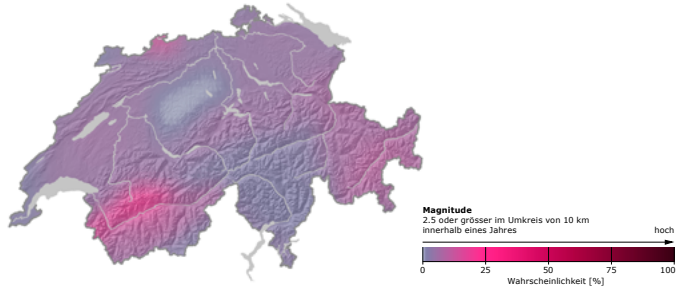 Magnitude
2.5 oder grösser im Umkreis von 10 km
innerhalb eines Jahres hoch
0 25 50 75 100
Wahrscheinlichkeit [%]